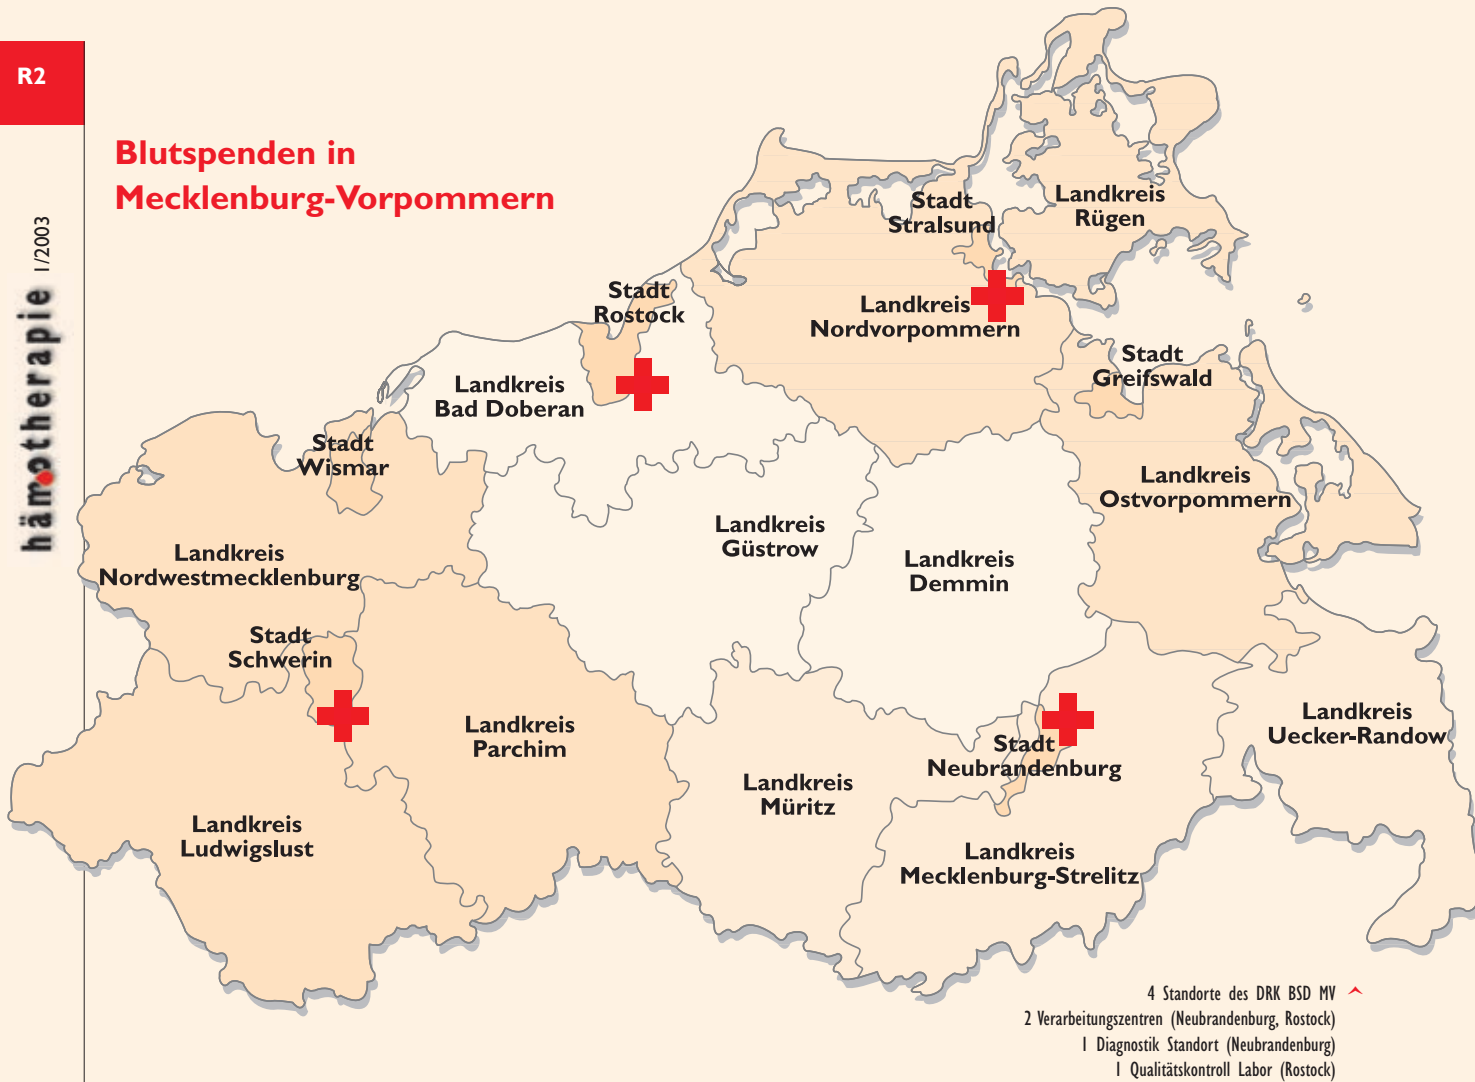 R2
Blutspenden in
Mecklenburg-Vorpommern
hämotherapie 1/2003
Landkreis
Rügen
Stadt
Stralsund
Stadt
Rostock
Landkreis
Nordvorpommern
Stadt
Greifswald
Landkreis
Bad Doberan
Stadt
Wismar
Landkreis
Ostvorpommern
Landkreis
Güstrow
Landkreis
Nordwestmecklenburg
Landkreis
Demmin
Stadt
Schwerin
Landkreis
Parchim
Landkreis
Uecker-Randow
Stadt
Neubrandenburg
Landkreis
Müritz
Landkreis
Ludwigslust
Landkreis
Mecklenburg-Strelitz
4 Standorte des DRK BSD MV
2 Verarbeitungszentren (Neubrandenburg, Rostock)
1 Diagnostik Standort (Neubrandenburg)
1 Qualitätskontroll Labor (Rostock)